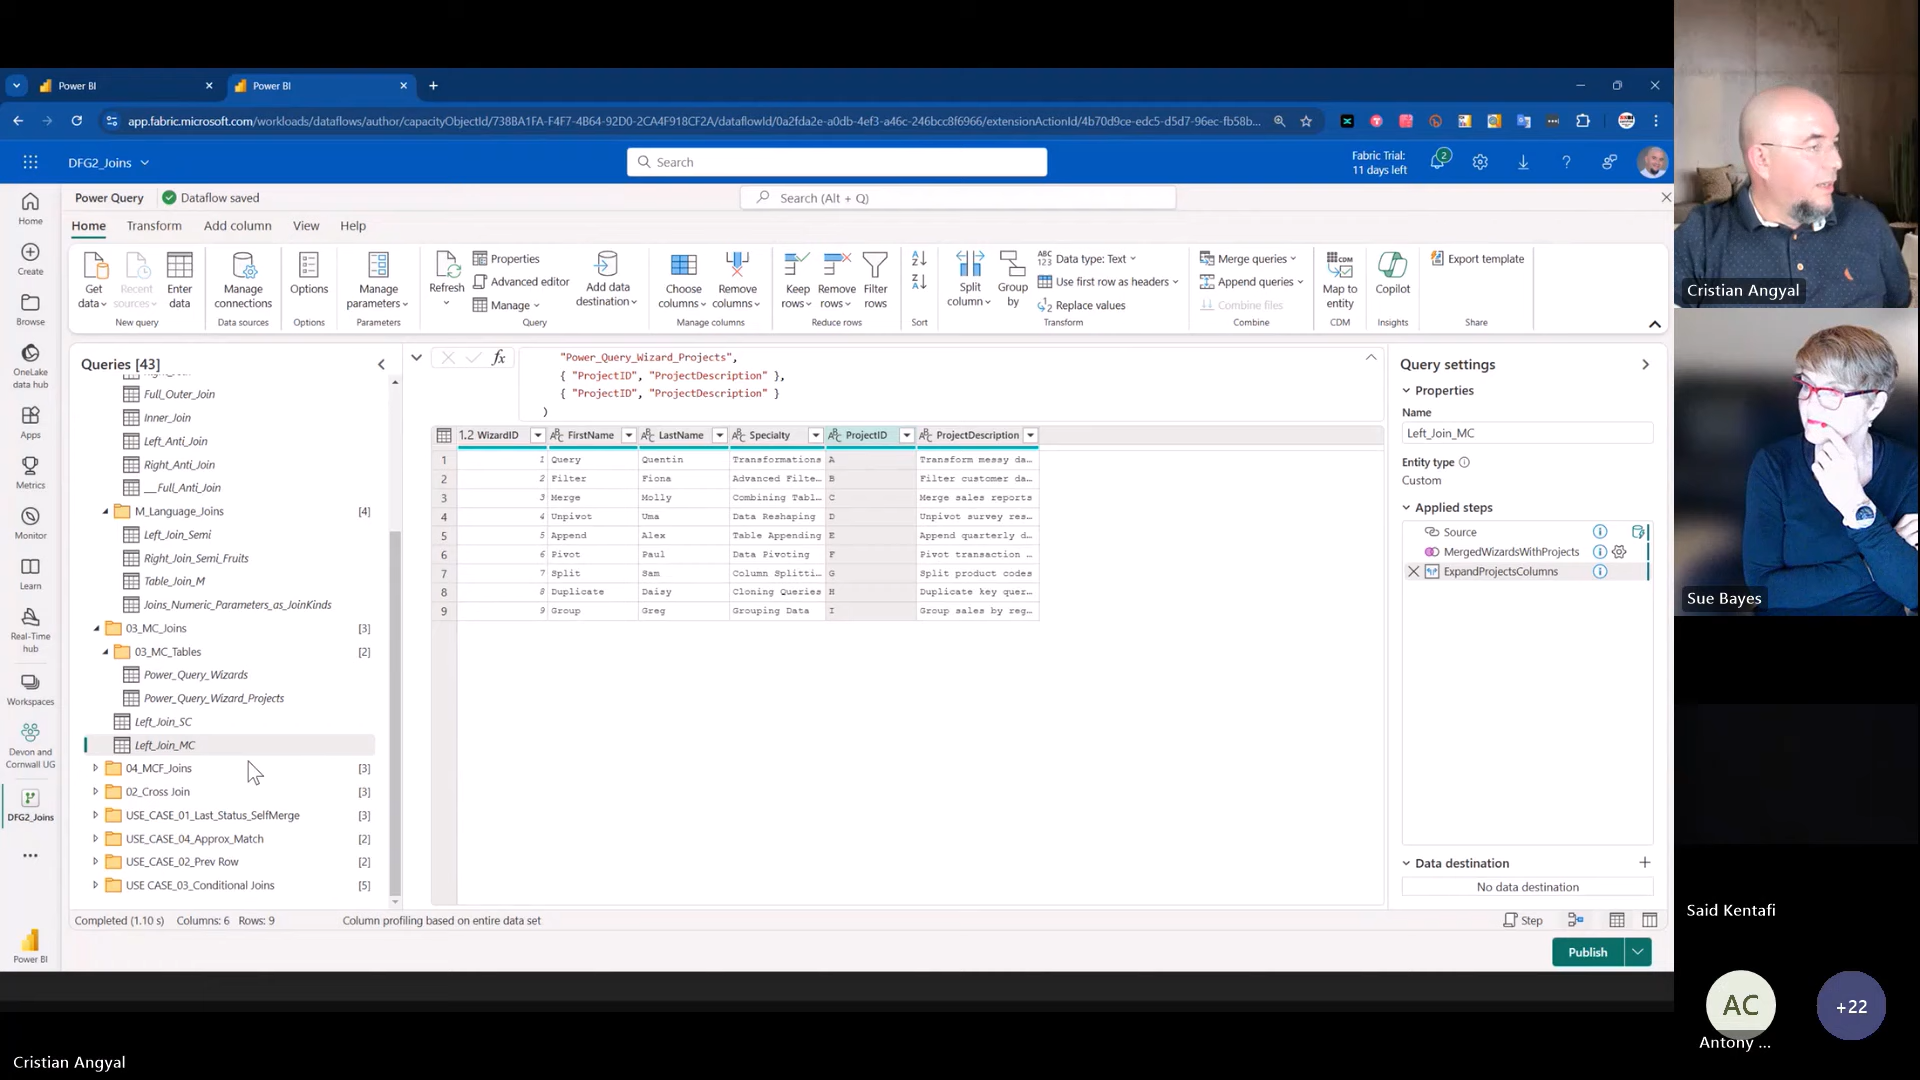 Power BI
Power BI
app.fabric.microsoft.com/workloads/dataflows/author/capacityObjectId/738BA1FA-F4F7-4B64-92D0-2CA4F918CF2A/dataflowId/0a2fda2e-a0db-4ef3-a46c-246bcc8f6966/extensionActionId/4b70d9ce-edc5-d5d7-96ec-fb58b...
DFG2_Joins
Search
Fabric Trial:
11 days left
2
Power Query
Dataflow saved
Search (Alt + Q)
Home
Transform
Add column
View
Help
Get data
Recent sources
Enter data
New query
Manage connections
Data sources
Options
Options
Manage parameters
Parameters
Refresh
Properties
Advanced editor
Manage
Query
Add data destination
Choose columns
Remove columns
Manage columns
Keep rows
Remove rows
Filter rows
Reduce rows
Sort
Split column
Group by
Data type: Text
Use first row as headers
Replace values
Transform
Merge queries
Append queries
Combine files
Combine
Map to entity
CDM
Copilot
Insights
Export template
Share
Home
Create
Browse
OneLake data hub
Apps
Metrics
Monitor
Learn
Real-Time hub
Workspaces
Devon and Cornwall UG
DFG2_Joins
Power BI
Queries [43]
Full_Outer_Join
Inner_Join
Left_Anti_Join
Right_Anti_Join
__Full_Anti_Join
M_Language_Joins [4]
Left_Join_Semi
Right_Join_Semi_Fruits
Table_Join_M
Joins_Numeric_Parameters_as_JoinKinds
03_MC_Joins [3]
03_MC_Tables [2]
Power_Query_Wizards
Power_Query_Wizard_Projects
Left_Join_SC
Left_Join_MC
04_MCF_Joins [3]
02_Cross Join [3]
USE_CASE_01_Last_Status_SelfMerge [3]
USE_CASE_04_Approx_Match [2]
USE_CASE_02_Prev Row [2]
USE CASE_03_Conditional Joins [5]
fx
"Power_Query_Wizard_Projects",
{ "ProjectID", "ProjectDescription" },
{ "ProjectID", "ProjectDescription" }
)
1.2 WizardID FirstName LastName Specialty ProjectID ProjectDescription
1 1 Query Quentin Transformations A Transform messy da...
2 2 Filter Fiona Advanced Filte... B Filter customer da...
3 3 Merge Molly Combining Tabl... C Merge sales reports
4 4 Unpivot Uma Data Reshaping D Unpivot survey res...
5 5 Append Alex Table Appending E Append quarterly d...
6 6 Pivot Paul Data Pivoting F Pivot transaction ...
7 7 Split Sam Column Splitti... G Split product codes
8 8 Duplicate Daisy Cloning Queries H Duplicate key quer...
9 9 Group Greg Grouping Data I Group sales by reg...
Query settings
Properties
Name
Left_Join_MC
Entity type
Custom
Applied steps
Source
MergedWizardsWithProjects
ExpandProjectsColumns
Data destination
No data destination
Completed (1.10 s) Columns: 6 Rows: 9
Column profiling based on entire data set
Step
Publish
Cristian Angyal
Sue Bayes
Said Kentafi
AC
Antony ...
+22
Cristian Angyal